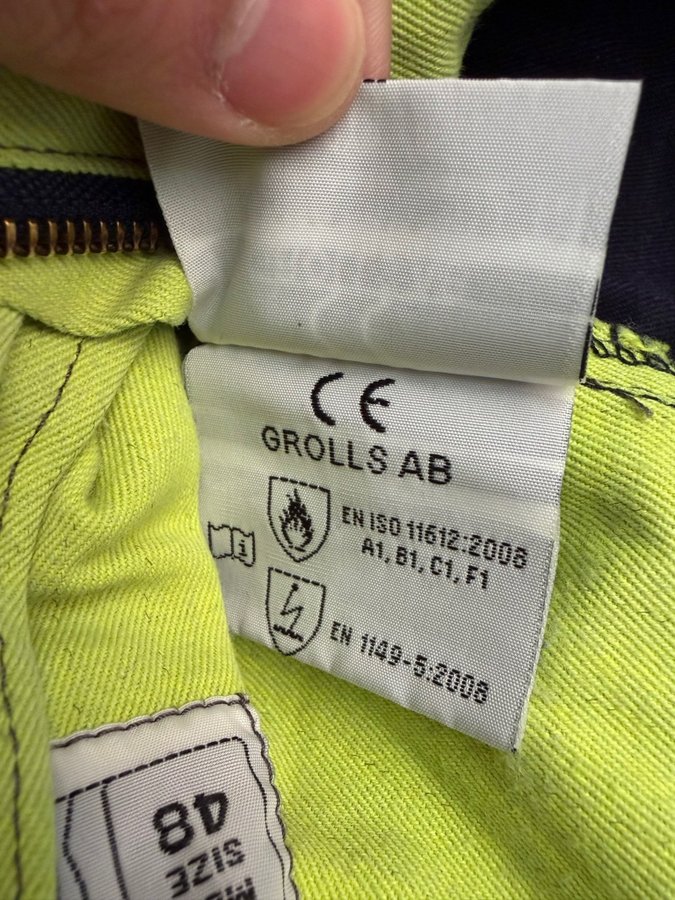 CE
GROLLS AB
EN ISO 11612:2008
A1, B1, C1, F1
i
EN 1149-5:2008
48
SIZE